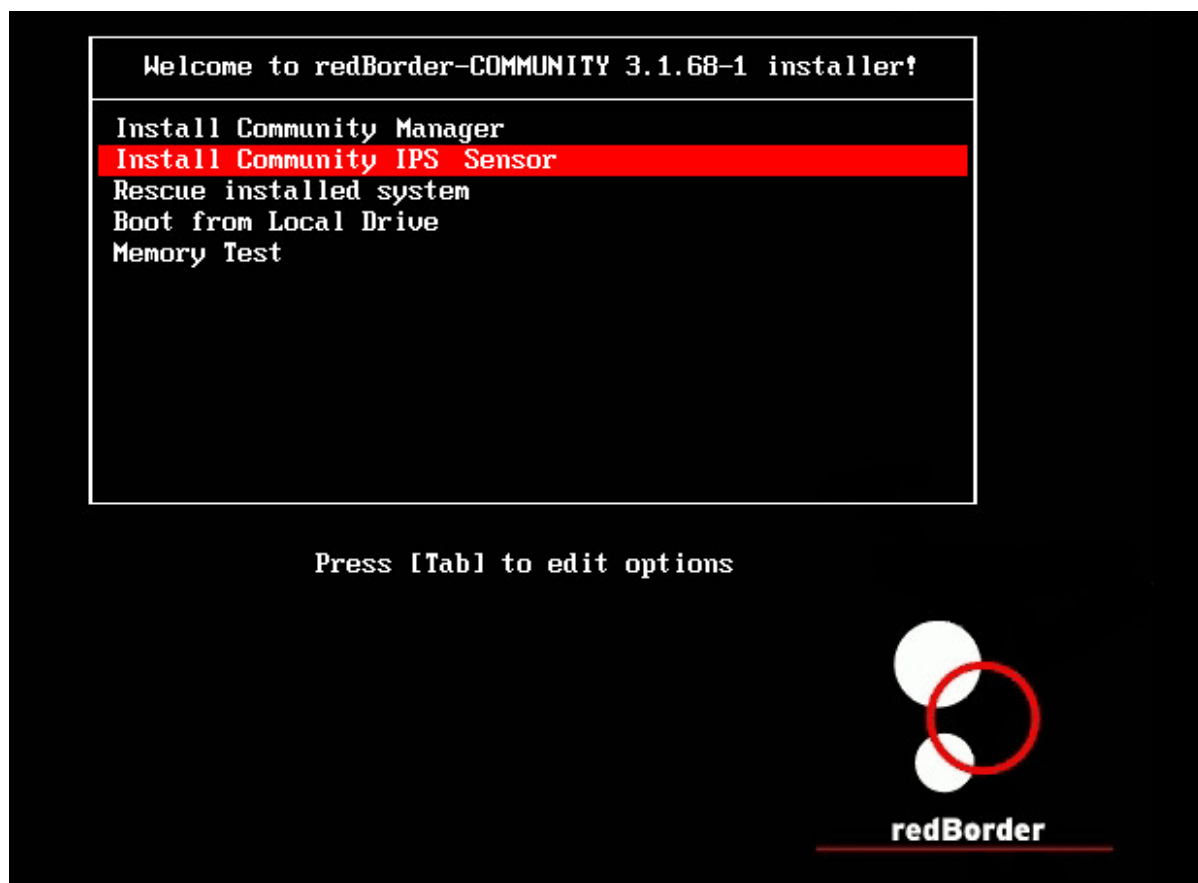 Welcome to redBorder-COMMUNITY 3.1.68-1 installer!
Install Community Manager
Install Community IPS Sensor
Rescue installed system
Boot from Local Drive
Memory Test
Press [Tab] to edit options
redBorder